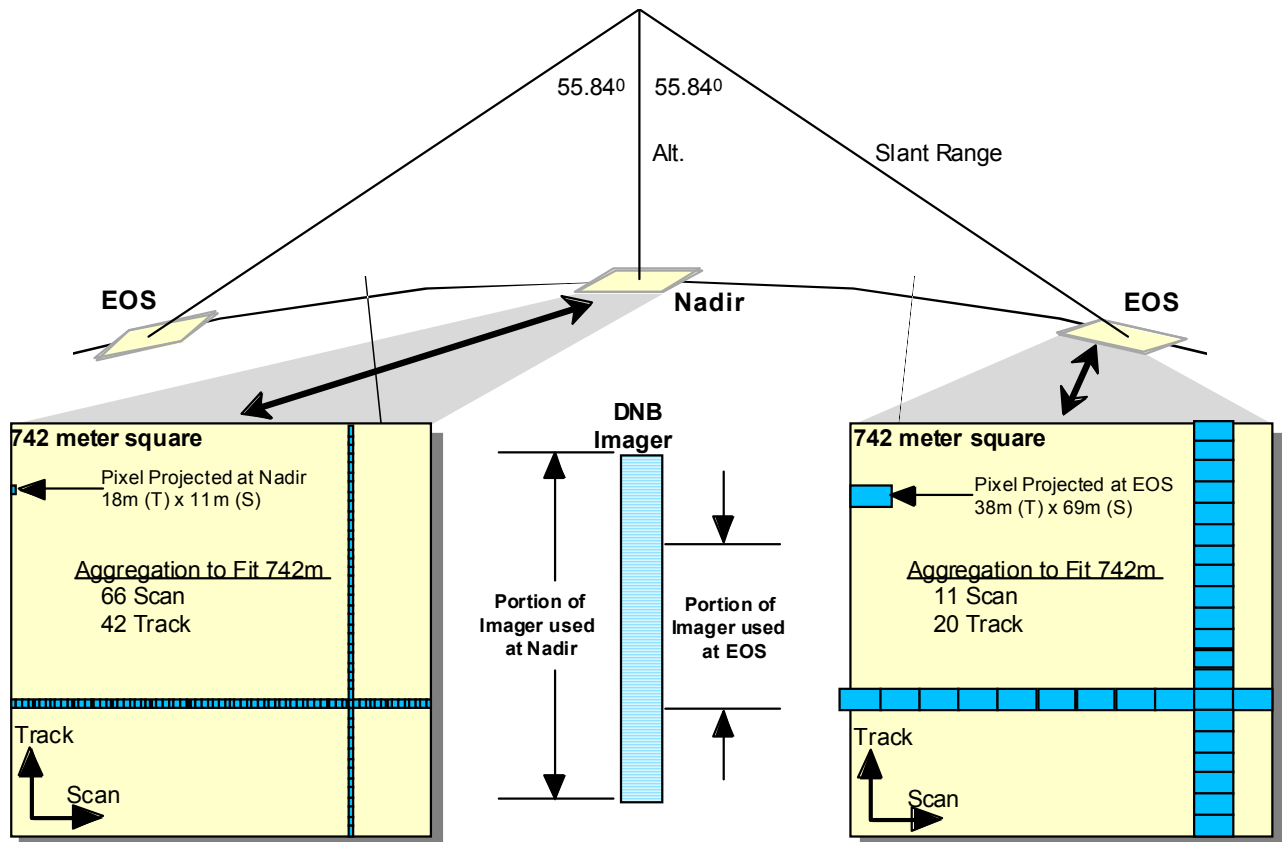 55.84⁰ 55.84⁰
Alt.
Slant Range
EOS
Nadir
EOS
742 meter square
Pixel Projected at Nadir
18m (T) x 11m (S)
Aggregation to Fit 742m
66 Scan
42 Track
Track
Scan
DNB
Imager
Portion of
Imager used
at Nadir
Portion of
Imager used
at EOS
742 meter square
Pixel Projected at EOS
38m (T) x 69m (S)
Aggregation to Fit 742m
11 Scan
20 Track
Track
Scan